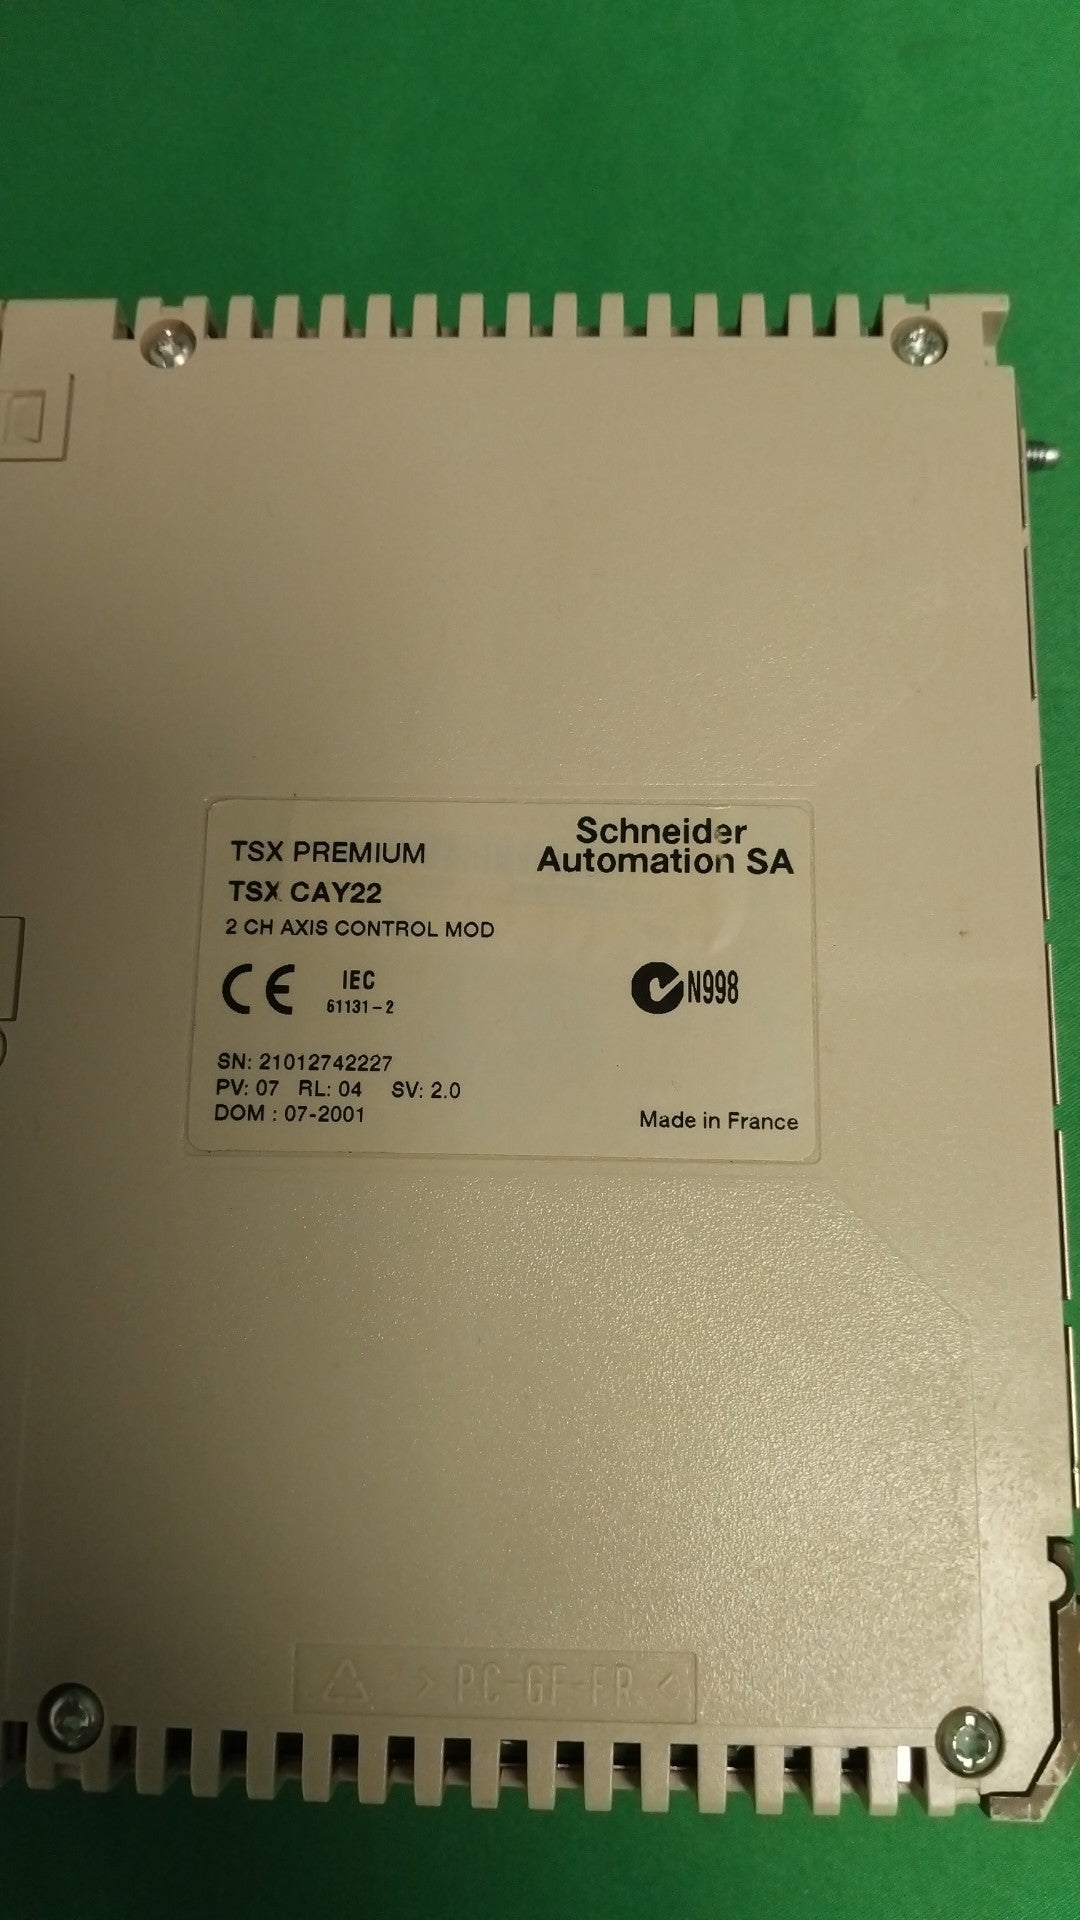 TSX PREMIUM
Schneider
Automation SA
TSX CAY22
2 CH AXIS CONTROL MOD
CE
IEC
61131-2
N998
SN: 21012742227
PV: 07 RL: 04 SV: 2.0
DOM : 07-2001
Made in France
> PC-GF-FR <